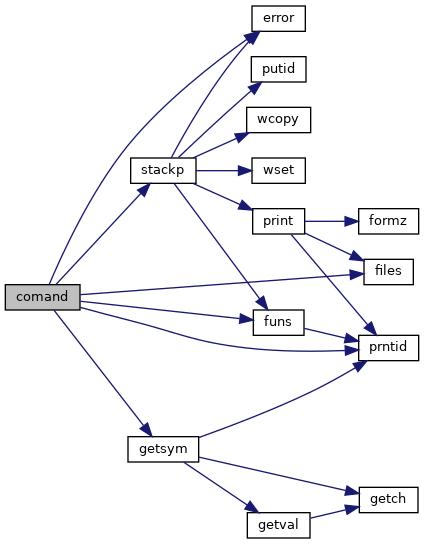 error
putid
wcopy
stackp
wset
print
formz
files
comand
funs
prntid
getsym
getch
getval